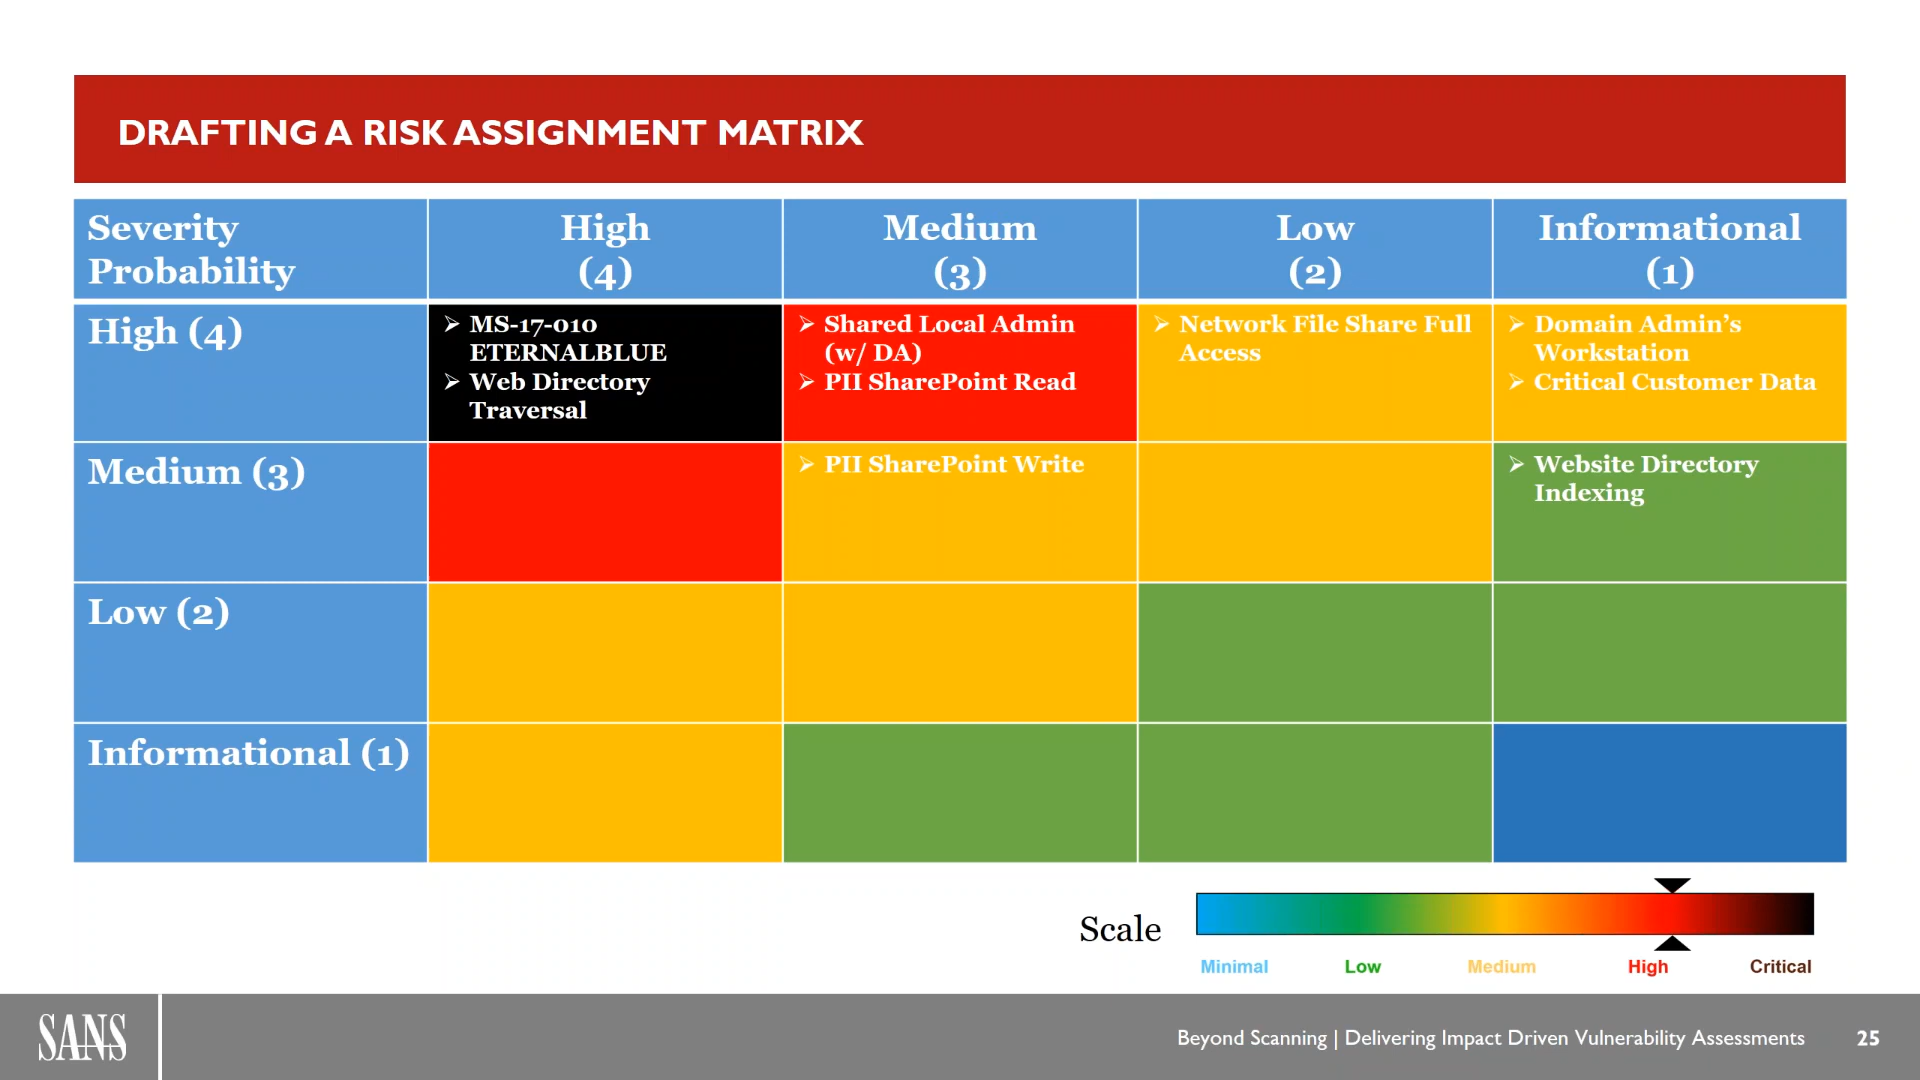 DRAFTING A RISK ASSIGNMENT MATRIX
Severity
Probability
High
(4)
Medium
(3)
Low
(2)
Informational
(1)
High (4)
➢ MS-17-010
ETERNALBLUE
➢ Web Directory
Traversal
➢ Shared Local Admin
(w/ DA)
➢ PII SharePoint Read
➢ Network File Share Full
Access
➢ Domain Admin’s
Workstation
➢ Critical Customer Data
Medium (3)
➢ PII SharePoint Write
➢ Website Directory
Indexing
Low (2)
Informational (1)
Scale
Minimal
Low
Medium
High
Critical
SANS
Beyond Scanning | Delivering Impact Driven Vulnerability Assessments
25